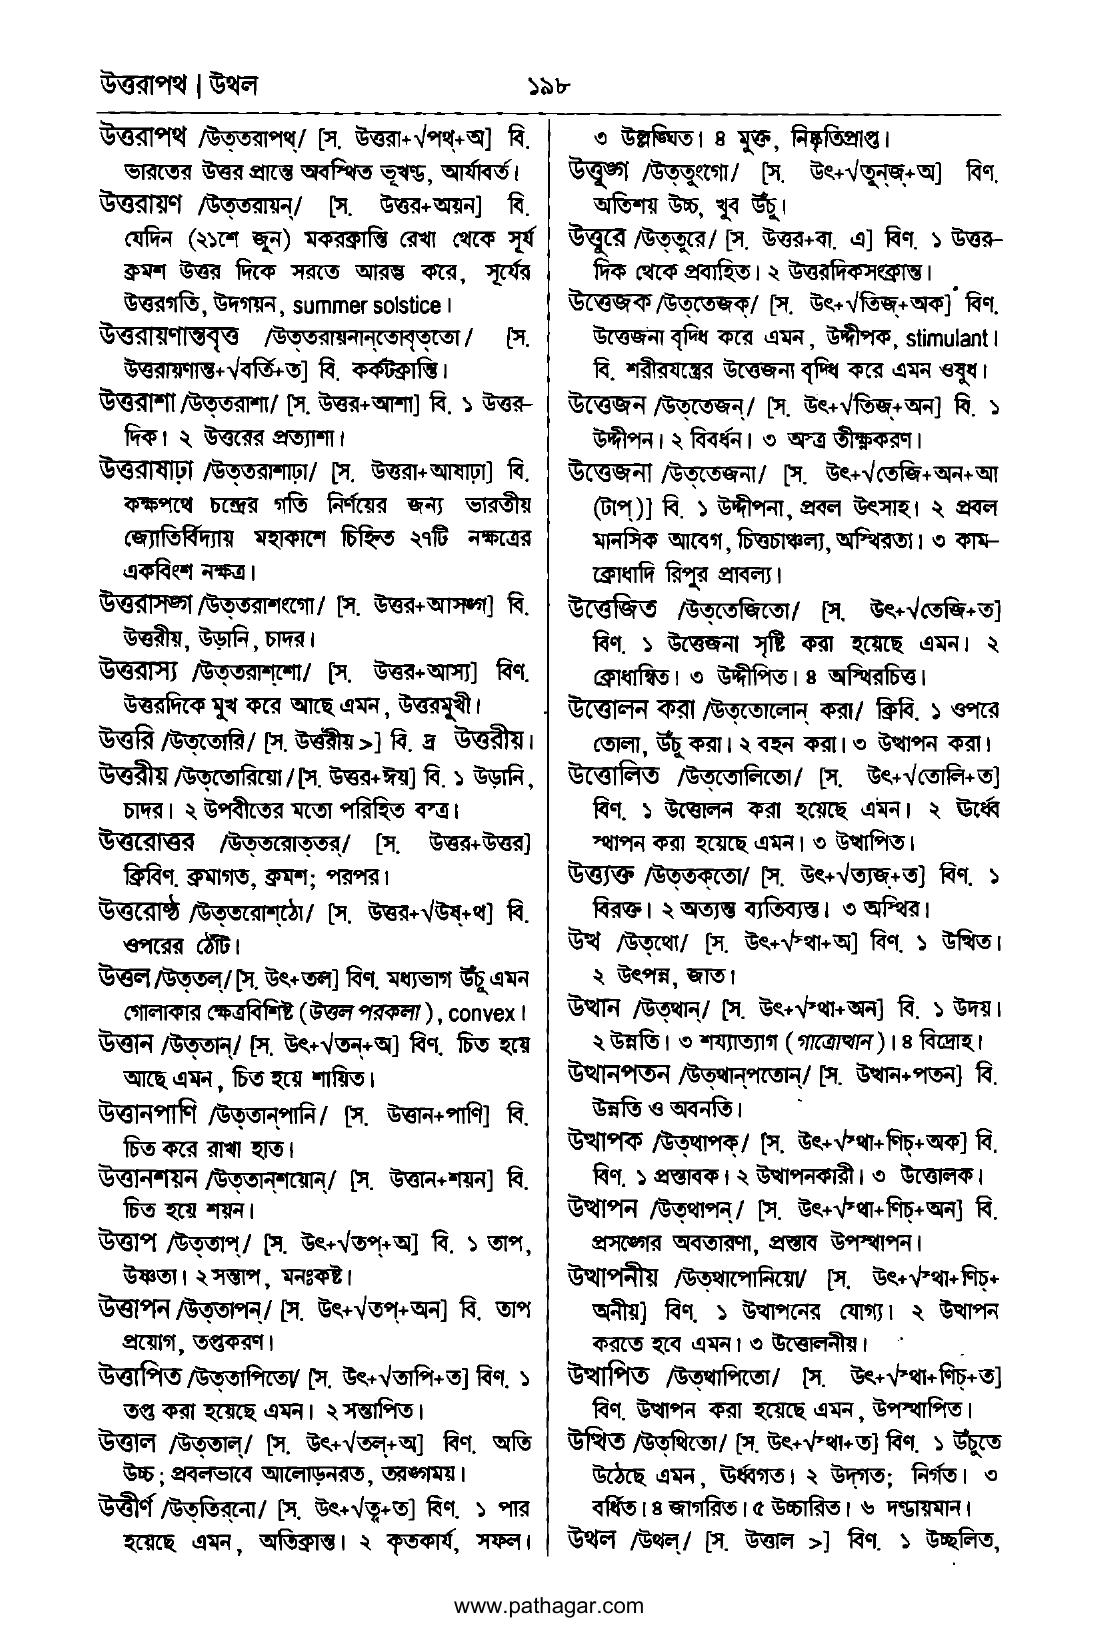 উত্তরাপথ | উথল
১৯৮
উত্তরাপথ /উত্‌তরাপথ্/ [স. উত্তরা+√পথ্+অ] বি.
ভারতের উত্তর প্রান্তে অবস্থিত ভূখণ্ড, আর্যাবর্ত।
উত্তরায়ণ /উত্‌তরায়ন্/ [স. উত্তর+অয়ন] বি.
যেদিন (২১শে জুন) মকরক্রান্তি রেখা থেকে সূর্য
ক্রমশ উত্তর দিকে সরতে আরম্ভ করে, সূর্যের
উত্তরগতি, উদগয়ন, summer solstice।
উত্তরায়ণান্তবৃত্ত /উত্‌তরায়নান্‌তোবৃত্‌তো/ [স.
উত্তরায়ণান্ত+√বর্তি+ত] বি. কর্কটক্রান্তি।
উত্তরাশা /উত্‌তরাশা/ [স. উত্তর+আশা] বি. ১ উত্তর–
দিক। ২ উত্তরের প্রত্যাশা।
উত্তরাষাঢ়া /উত্‌তরাশাঢ়া/ [স. উত্তরা+আষাঢ়া] বি.
কক্ষপথে চন্দ্রের গতি নির্ণয়ের জন্য ভারতীয়
জ্যোতির্বিদ্যায় মহাকাশে চিহ্নিত ২৭টি নক্ষত্রের
একবিংশ নক্ষত্র।
উত্তরাসঙ্গ /উত্‌তরাশংগো/ [স. উত্তর+আসঙ্গ] বি.
উত্তরীয়, উড়ানি, চাদর।
উত্তরাস্য /উত্‌তরাশ্‌শো/ [স. উত্তর+আস্য] বিণ.
উত্তরদিকে মুখ করে আছে এমন, উত্তরমুখী।
উত্তরি /উত্‌তোরি/ [স. উত্তরীয় >] বি. দ্র উত্তরীয়।
উত্তরীয় /উত্‌তোরিয়ো/ [স. উত্তর+ঈয়] বি. ১ উড়ানি,
চাদর। ২ উপবীতের মতো পরিহিত বস্ত্র।
উত্তরোত্তর /উত্‌তরোত্‌তর্/ [স. উত্তর+উত্তর]
ক্রিবিণ. ক্রমাগত, ক্রমশ; পরপর।
উত্তরোষ্ঠ /উত্‌তরোশ্‌ঠো/ [স. উত্তর+√উষ্+থ] বি.
ওপরের ঠোঁট।
উত্তল /উত্‌তল্/ [স. উৎ+তল] বিণ. মধ্যভাগ উঁচু এমন
গোলাকার ক্ষেত্রবিশিষ্ট (উত্তল পরকলা), convex।
উত্তান /উত্‌তান্/ [স. উৎ+√তন্+অ] বিণ. চিত হয়ে
আছে এমন, চিত হয়ে শায়িত।
উত্তানপাণি /উত্‌তান্‌পানি/ [স. উত্তান+পাণি] বি.
চিত করে রাখা হাত।
উত্তানশয়ন /উত্‌তান্‌শয়োন্/ [স. উত্তান+শয়ন] বি.
চিত হয়ে শয়ন।
উত্তাপ /উত্‌তাপ্/ [স. উৎ+√তপ্+অ] বি. ১ তাপ,
উষ্ণতা। ২ সন্তাপ, মনঃকষ্ট।
উত্তাপন /উত্‌তাপন্/ [স. উৎ+√তপ্+অন] বি. তাপ
প্রয়োগ, তপ্তকরণ।
উত্তাপিত /উত্‌তাপিতো/ [স. উৎ+√তাপি+ত] বিণ. ১
তপ্ত করা হয়েছে এমন। ২ সন্তাপিত।
উত্তাল /উত্‌তাল্/ [স. উৎ+√তল্+অ] বিণ. অতি
উচ্চ; প্রবলভাবে আলোড়নরত, তরঙ্গময়।
উত্তীর্ণ /উত্‌তির্‌নো/ [স. উৎ+√তৃ+ত] বিণ. ১ পার
হয়েছে এমন, অতিক্রান্ত। ২ কৃতকার্য, সফল।
৩ উল্লঙ্ঘিত। ৪ মুক্ত, নিষ্কৃতিপ্রাপ্ত।
উত্তুঙ্গ /উত্‌তুংগো/ [স. উৎ+√তুন্‌জ্+অ] বিণ.
অতিশয় উচ্চ, খুব উঁচু।
উত্তুরে /উত্‌তুরে/ [স. উত্তর+বা. এ] বিণ. ১ উত্তর–
দিক থেকে প্রবাহিত। ২ উত্তরদিকসংক্রান্ত।
উত্তেজক /উত্‌তেজক্/ [স. উৎ+√তিজ্+অক] বিণ.
উত্তেজনা বৃদ্ধি করে এমন, উদ্দীপক, stimulant।
বি. শরীরযন্ত্রের উত্তেজনা বৃদ্ধি করে এমন ওষুধ।
উত্তেজন /উত্‌তেজন্/ [স. উৎ+√তিজ্+অন] বি. ১
উদ্দীপন। ২ বিবর্ধন। ৩ অস্ত্র তীক্ষ্ণকরণ।
উত্তেজনা /উত্‌তেজনা/ [স. উৎ+√তেজি+অন+আ
(টাপ্)] বি. ১ উদ্দীপনা, প্রবল উৎসাহ। ২ প্রবল
মানসিক আবেগ, চিত্তচাঞ্চল্য, অস্থিরতা। ৩ কাম–
ক্রোধাদি রিপুর প্রাবল্য।
উত্তেজিত /উত্‌তেজিতো/ [স. উৎ+√তেজি+ত]
বিণ. ১ উত্তেজনা সৃষ্টি করা হয়েছে এমন। ২
ক্রোধান্বিত। ৩ উদ্দীপিত। ৪ অস্থিরচিত্ত।
উত্তোলন করা /উত্‌তোলোন্ করা/ ক্রিবি. ১ ওপরে
তোলা, উঁচু করা। ২ বহন করা। ৩ উত্থাপন করা।
উত্তোলিত /উত্‌তোলিতো/ [স. উৎ+√তোলি+ত]
বিণ. ১ উত্তোলন করা হয়েছে এমন। ২ ঊর্ধ্বে
স্থাপন করা হয়েছে এমন। ৩ উত্থাপিত।
উত্ত্যক্ত /উত্‌তক্‌তো/ [স. উৎ+√ত্যজ্+ত] বিণ. ১
বিরক্ত। ২ অত্যন্ত ব্যতিব্যস্ত। ৩ অস্থির।
উত্থ /উত্‌থো/ [স. উৎ+√স্থা+অ] বিণ. ১ উত্থিত।
২ উৎপন্ন, জাত।
উত্থান /উত্‌থান্/ [স. উৎ+√স্থা+অন] বি. ১ উদয়।
২ উন্নতি। ৩ শয্যাত্যাগ (গাত্রোত্থান)। ৪ বিদ্রোহ।
উত্থানপতন /উত্‌থান্‌পতোন্/ [স. উত্থান+পতন] বি.
উন্নতি ও অবনতি।
উত্থাপক /উত্‌থাপক্/ [স. উৎ+√স্থা+ণিচ্+অক] বি.
বিণ. ১ প্রস্তাবক। ২ উত্থাপনকারী। ৩ উত্তোলক।
উত্থাপন /উত্‌থাপন্/ [স. উৎ+√স্থা+ণিচ্+অন] বি.
প্রসঙ্গের অবতারণা, প্রস্তাব উপস্থাপন।
উত্থাপনীয় /উত্‌থাপোনিয়ো/ [স. উৎ+√স্থা+ণিচ্+
অনীয়] বিণ. ১ উত্থাপনের যোগ্য। ২ উত্থাপন
করতে হবে এমন। ৩ উত্তোলনীয়।
উত্থাপিত /উত্‌থাপিতো/ [স. উৎ+√স্থা+ণিচ্+ত]
বিণ. উত্থাপন করা হয়েছে এমন, উপস্থাপিত।
উত্থিত /উত্‌থিতো/ [স. উৎ+√স্থা+ত] বিণ. ১ উঁচুতে
উঠেছে এমন, ঊর্ধ্বগত। ২ উদ্গত; নির্গত। ৩
বর্ধিত। ৪ জাগরিত। ৫ উচ্চারিত। ৬ দণ্ডায়মান।
উথল /উথল্/ [স. উত্তাল >] বিণ. ১ উচ্ছলিত,
www.pathagar.com